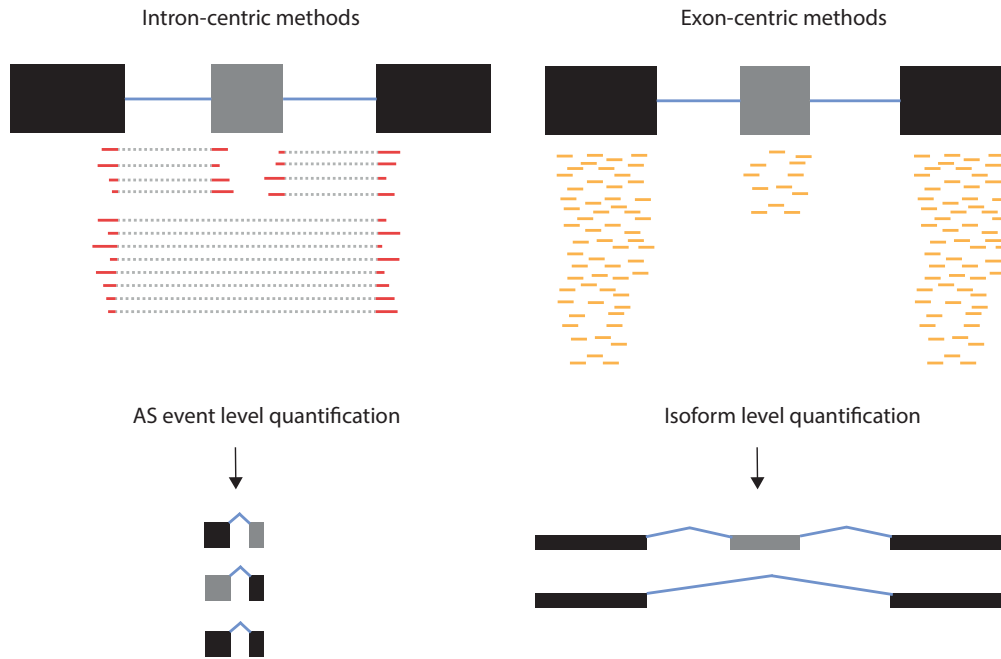 Intron-centric methods
Exon-centric methods
AS event level quantification
Isoform level quantification